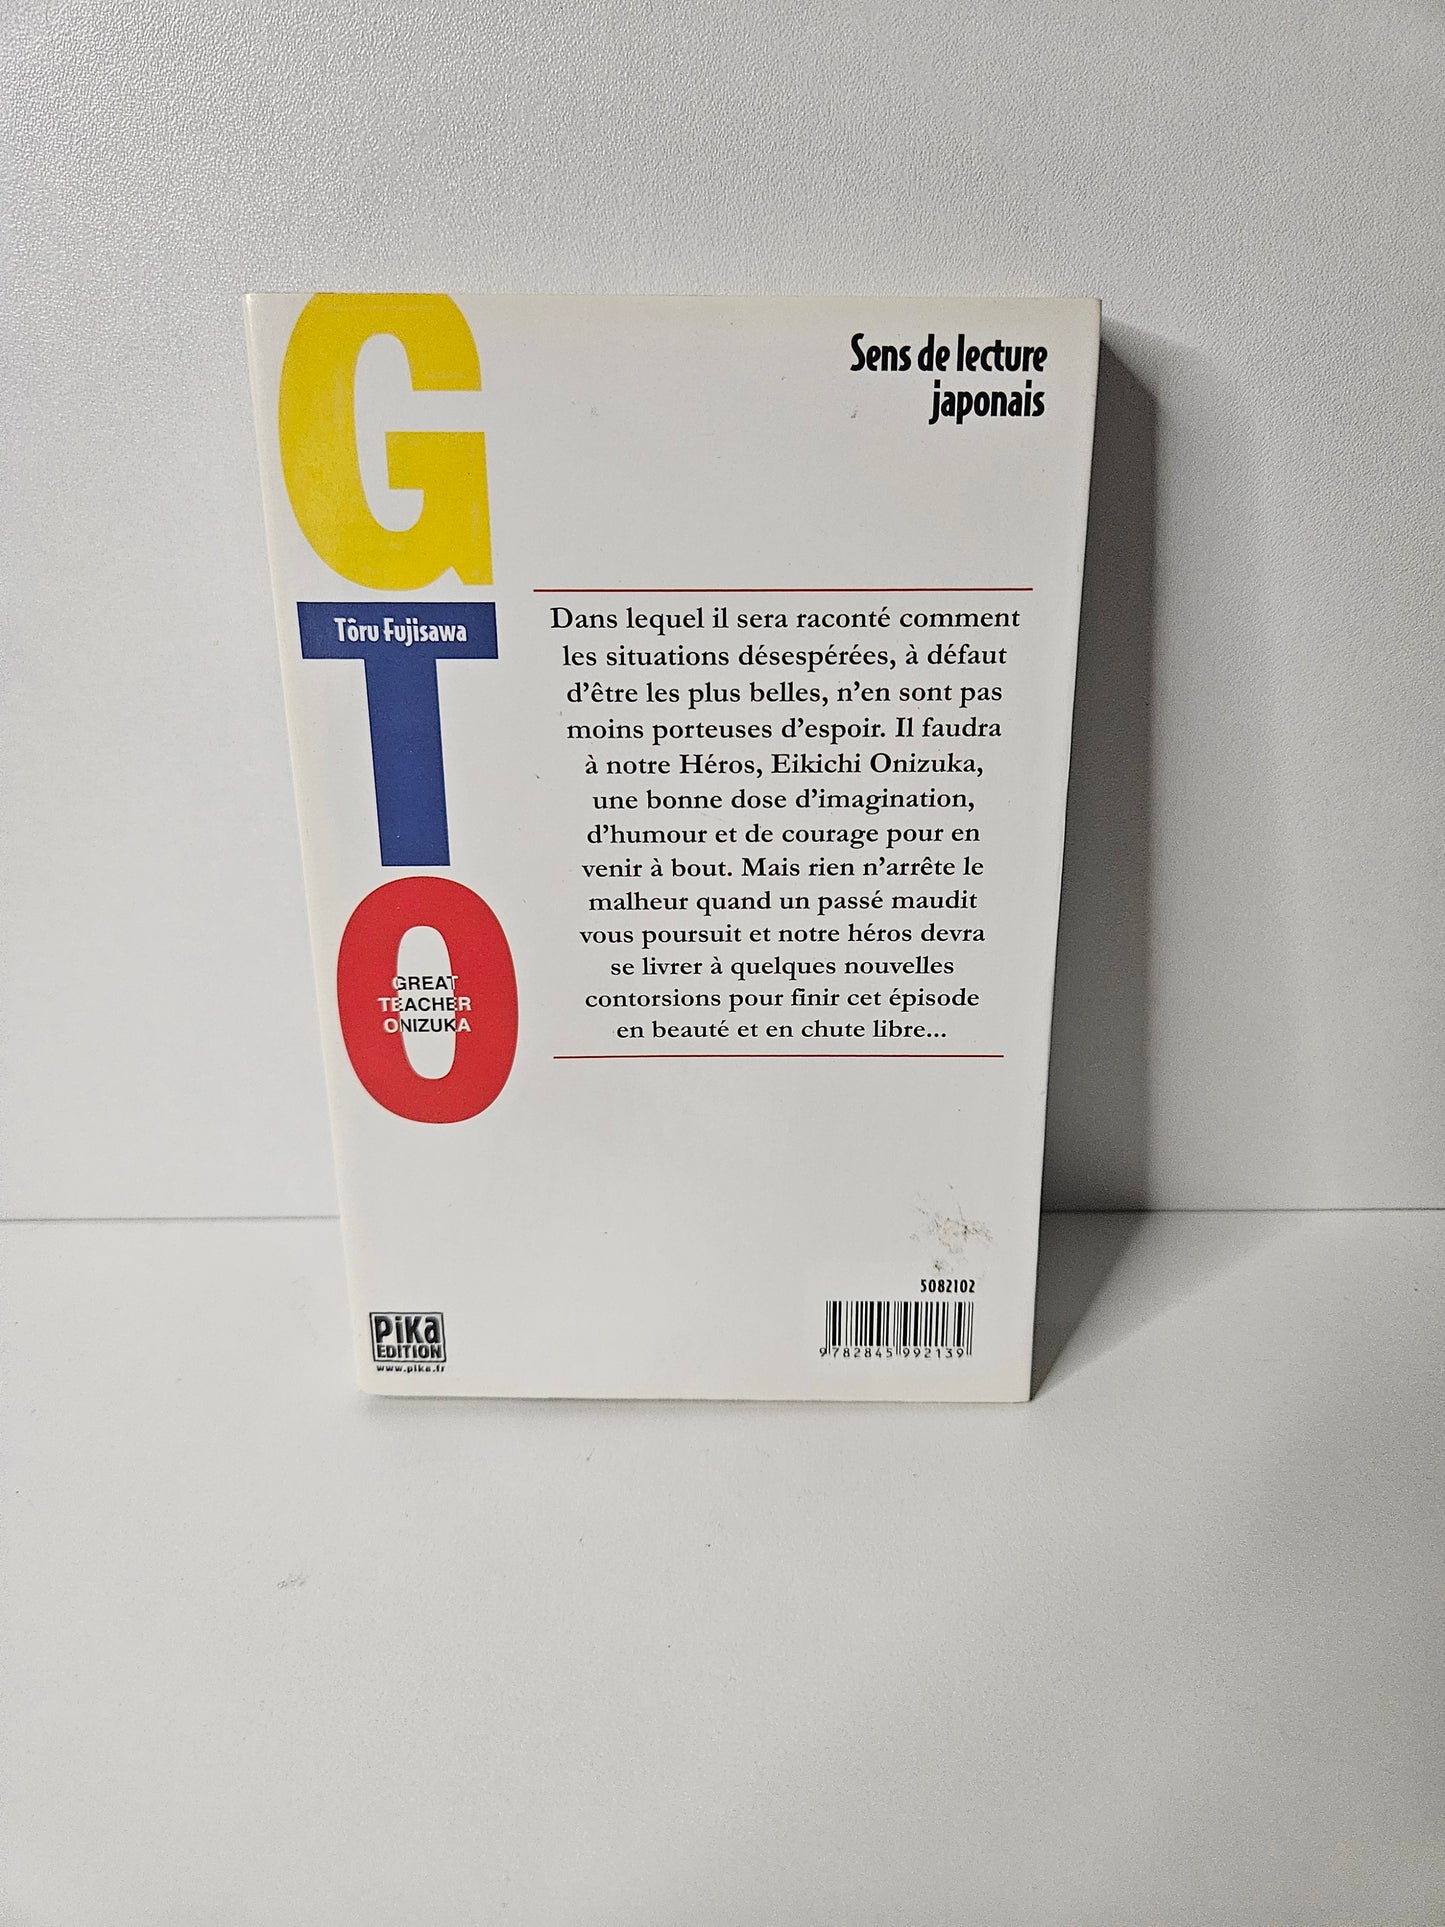 GTO
Tôru Fujisawa
GREAT
TEACHER
ONIZUKA
Sens de lecture
japonais
Dans lequel il sera raconté comment
les situations désespérées, à défaut
d'être les plus belles, n'en sont pas
moins porteuses d'espoir. Il faudra
à notre Héros, Eikichi Onizuka,
une bonne dose d'imagination,
d'humour et de courage pour en
venir à bout. Mais rien n'arrête le
malheur quand un passé maudit
vous poursuit et notre héros devra
se livrer à quelques nouvelles
contorsions pour finir cet épisode
en beauté et en chute libre...
PiKa
EDITION
www.pika.fr
5082102
9782845992139